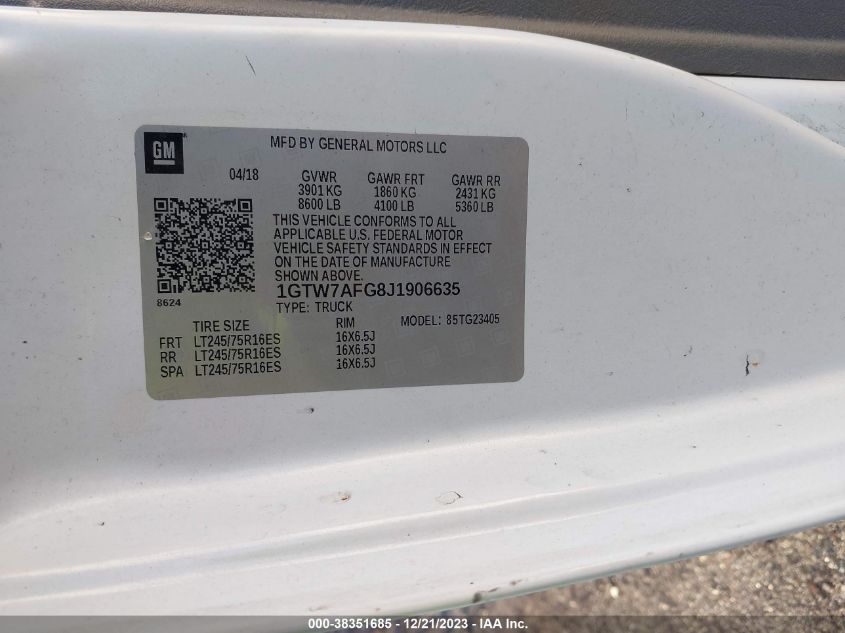 GM
MFD BY GENERAL MOTORS LLC
04/18
GVWR GAWR FRT GAWR RR
3901 KG 1860 KG 2431 KG
8600 LB 4100 LB 5360 LB
THIS VEHICLE CONFORMS TO ALL
APPLICABLE U.S. FEDERAL MOTOR
VEHICLE SAFETY STANDARDS IN EFFECT
ON THE DATE OF MANUFACTURE
SHOWN ABOVE.
8624
1GTW7AFG8J1906635
TYPE: TRUCK
TIRE SIZE RIM MODEL: 85TG23405
FRT LT245/75R16ES 16X6.5J
RR LT245/75R16ES 16X6.5J
SPA LT245/75R16ES 16X6.5J
000-38351685 - 12/21/2023 - IAA, Inc.